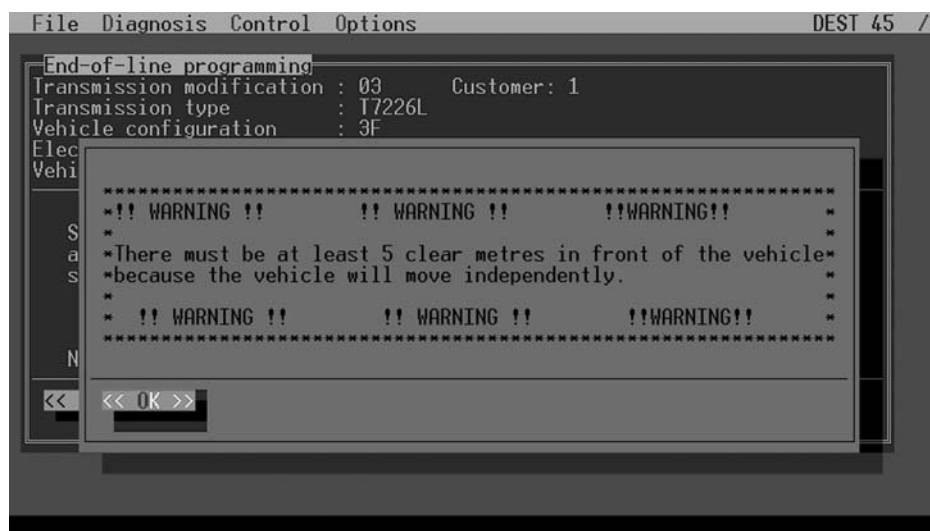 File Diagnosis Control Options DEST 45 /
End-of-line programming
Transmission modification : 03 Customer: 1
Transmission type : T7226L
Vehicle configuration : 3F
Elec
Vehi
*************************************************************
*!! WARNING !! !! WARNING !! !!WARNING!! *
S * *
a *There must be at least 5 clear metres in front of the vehicle*
s *because the vehicle will move independently. *
* *
* !! WARNING !! !! WARNING !! !!WARNING!! *
*************************************************************
N
<< << OK >>